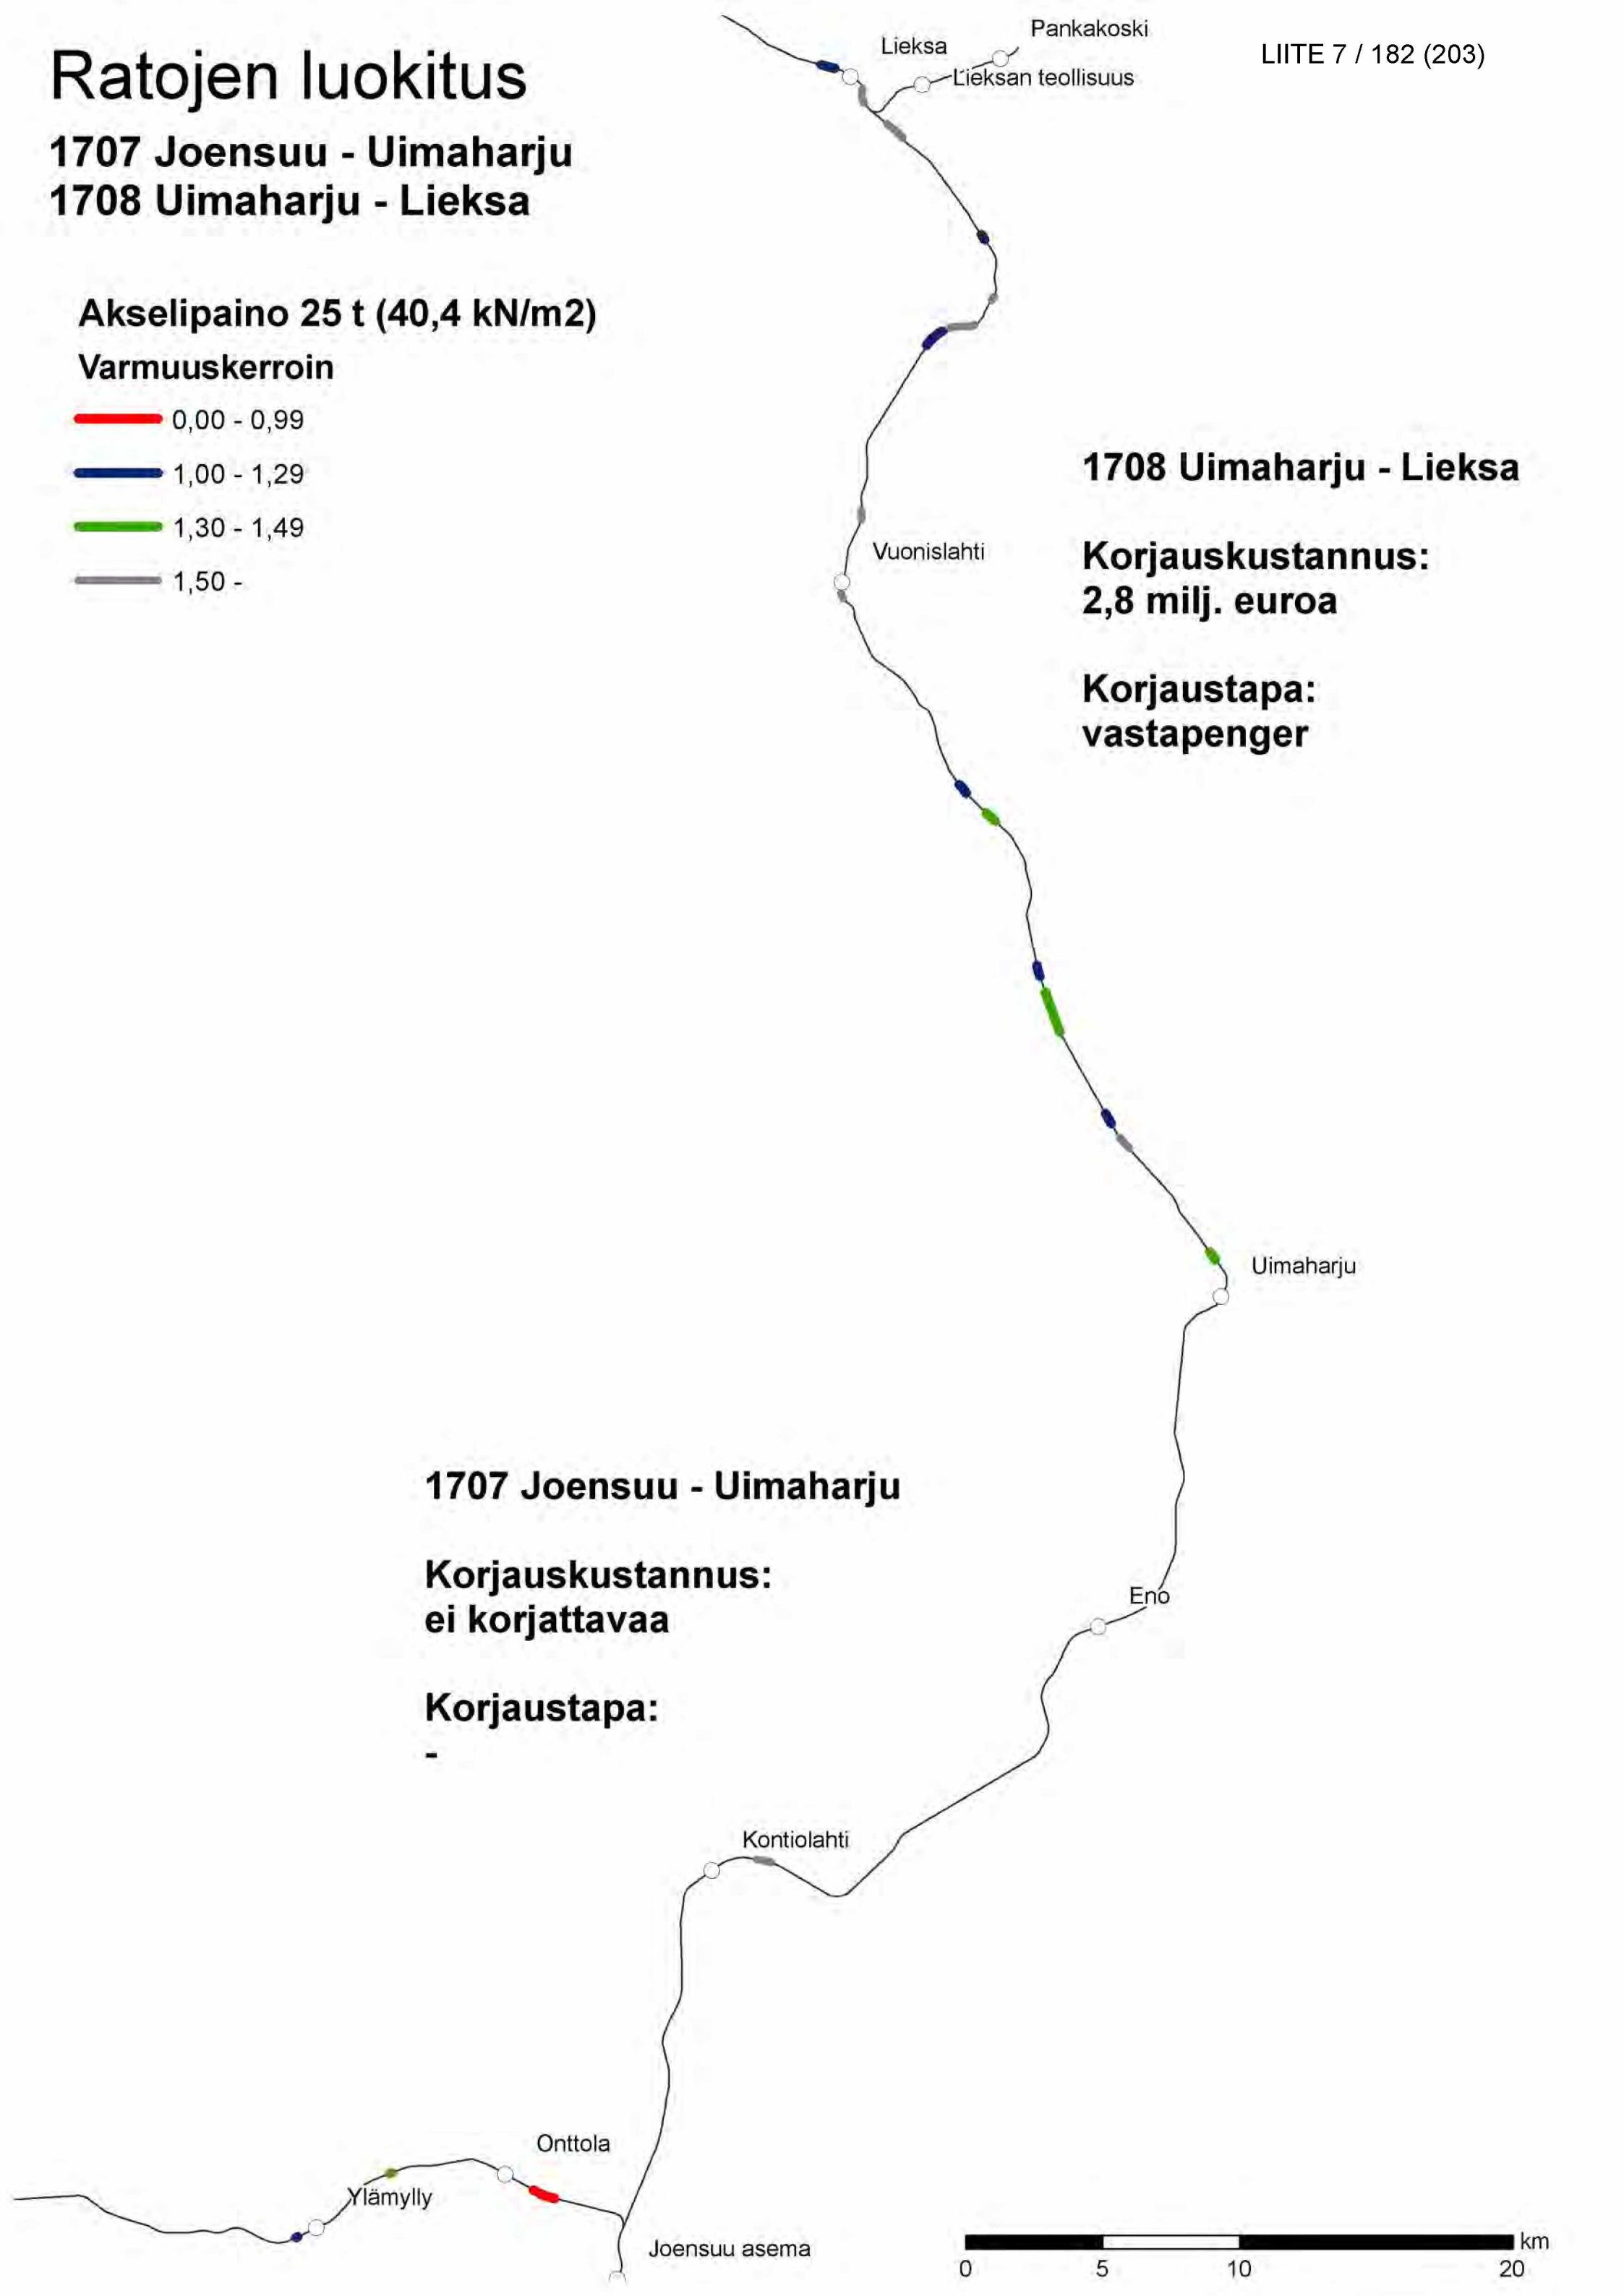 Ratojen luokitus
1707 Joensuu - Uimaharju
1708 Uimaharju - Lieksa
LIITE 7 / 182 (203)
Akselipaino 25 t (40,4 kN/m2)
Varmuuskerroin
0,00 - 0,99
1,00 - 1,29
1,30 - 1,49
1,50 -
Pankakoski
Lieksa
Lieksan teollisuus
1708 Uimaharju - Lieksa
Korjauskustannus:
2,8 milj. euroa
Korjaustapa:
vastapenger
Vuonislahti
Uimaharju
1707 Joensuu - Uimaharju
Korjauskustannus:
ei korjattavaa
Korjaustapa:
-
Eno
Kontiolahti
Onttola
Ylämylly
Joensuu asema
km
0 5 10 20